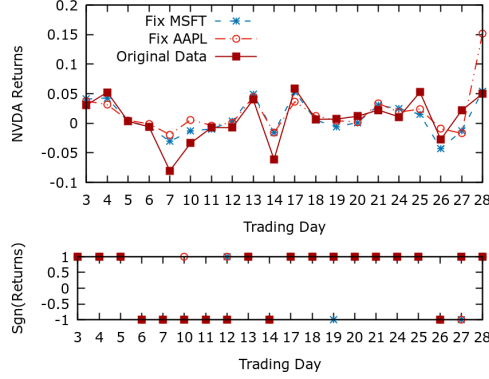 0.2
Fix MSFT
0.15
Fix AAPL
Original Data
0.1
0.05
0
-0.05
-0.1
NVDA Returns
3 4 5 6 7 10 11 12 13 14 17 18 19 20 21 24 25 26 27 28
Trading Day
1
0.5
0
-0.5
-1
Sgn(Returns)
3 4 5 6 7 10 11 12 13 14 17 18 19 20 21 24 25 26 27 28
Trading Day